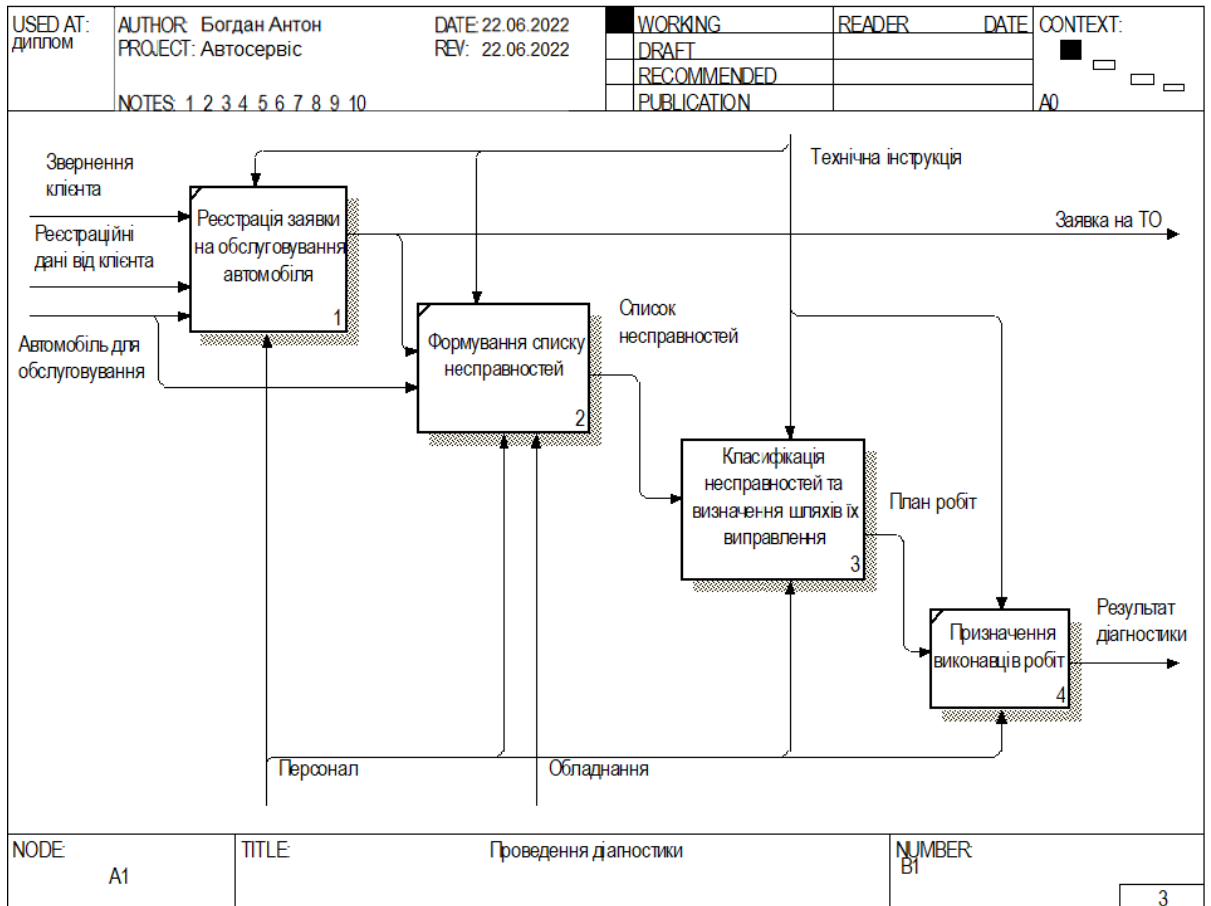 USED AT:
диплом
AUTHOR: Богдан Антон
DATE: 22.06.2022
PROJECT: Автосервіс
REV: 22.06.2022
NOTES: 1 2 3 4 5 6 7 8 9 10
WORKING
DRAFT
RECOMMENDED
PUBLICATION
READER DATE
CONTEXT:
A0
Звернення
клієнта
Реєстраційні
дані від клієнта
Автомобіль для
обслуговування
Реєстрація заявки
на обслуговування
автомобіля
1
Технічна інструкція
Заявка на ТО
Формування списку
несправностей
2
Список
несправностей
Класифікація
несправностей та
визначення шляхів їх
виправлення
3
План робіт
Призначення
виконавців робіт
4
Результат
діагностики
Персонал
Обладнання
NODE:
A1
TITLE:
Проведення діагностики
NUMBER:
B1
3